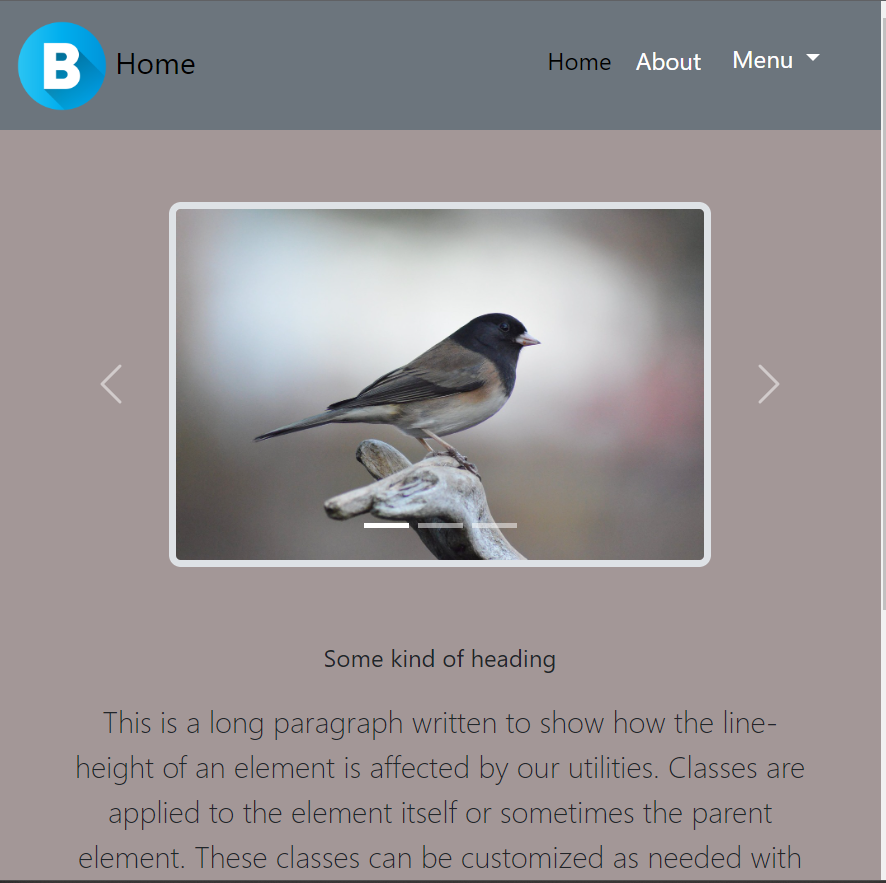 B Home
Home About Menu
Some kind of heading
This is a long paragraph written to show how the line-
height of an element is affected by our utilities. Classes are
applied to the element itself or sometimes the parent
element. These classes can be customized as needed with